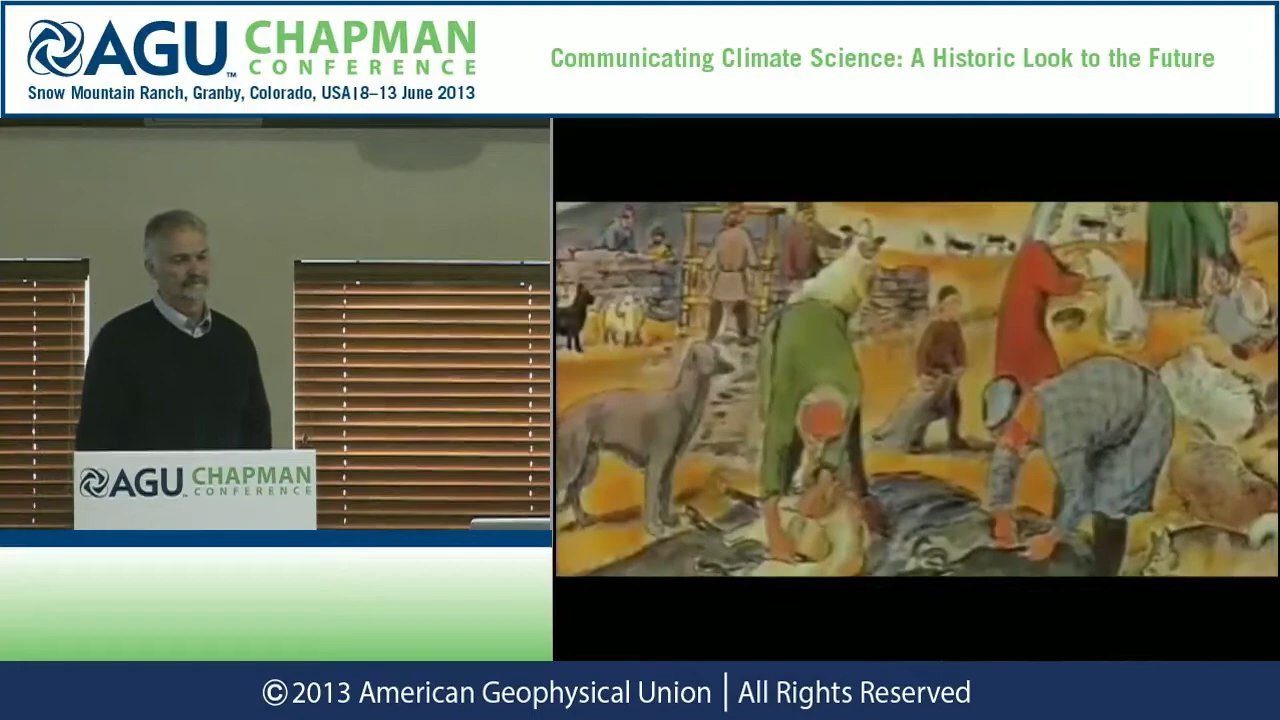 AGU™ CHAPMAN
CONFERENCE
Snow Mountain Ranch, Granby, Colorado, USA|8–13 June 2013
Communicating Climate Science: A Historic Look to the Future
AGU CHAPMAN
CONFERENCE
©2013 American Geophysical Union | All Rights Reserved